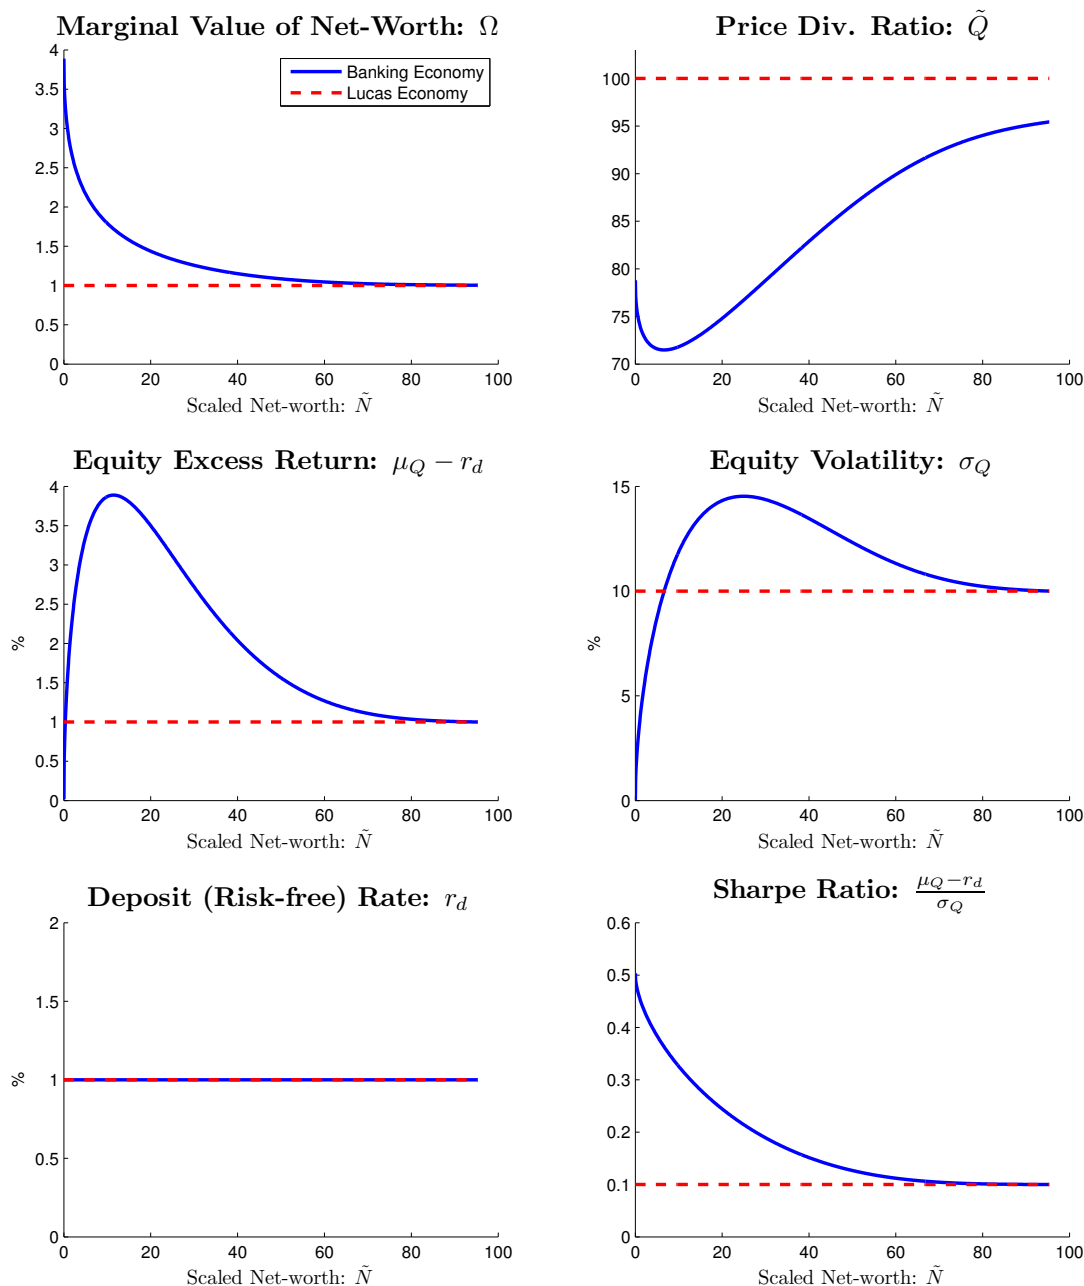 Marginal Value of Net-Worth: Ω
4
3.5
3
2.5
2
1.5
1
0.5
0
0 20 40 60 80 100
Banking Economy
Lucas Economy
Scaled Net-worth: Ñ
Price Div. Ratio: Q̃
100
95
90
85
80
75
70
0 20 40 60 80 100
Scaled Net-worth: Ñ
Equity Excess Return: μ_Q − r_d
4
3.5
3
2.5
2
1.5
1
0.5
0
%
0 20 40 60 80 100
Scaled Net-worth: Ñ
Equity Volatility: σ_Q
15
10
5
0
%
0 20 40 60 80 100
Scaled Net-worth: Ñ
Deposit (Risk-free) Rate: r_d
2
1.5
1
0.5
0
%
0 20 40 60 80 100
Scaled Net-worth: Ñ
Sharpe Ratio: (μ_Q − r_d)/σ_Q
0.6
0.5
0.4
0.3
0.2
0.1
0
0 20 40 60 80 100
Scaled Net-worth: Ñ